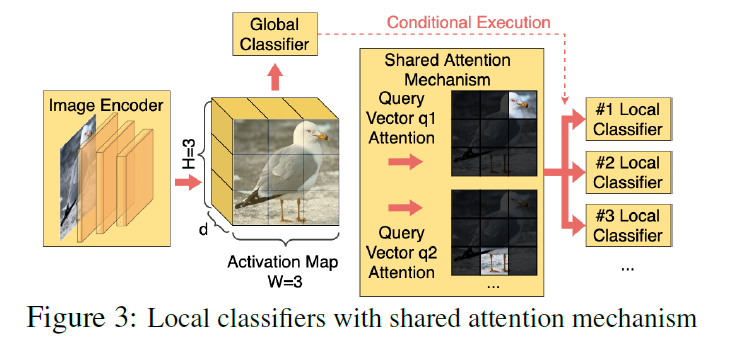 Global
Classifier
Conditional Execution
Image Encoder
H=3
d
Activation Map
W=3
Shared Attention
Mechanism
Query
Vector q1
Attention
Query
Vector q2
Attention
...
#1 Local
Classifier
#2 Local
Classifier
#3 Local
Classifier
...
Figure 3: Local classifiers with shared attention mechanism